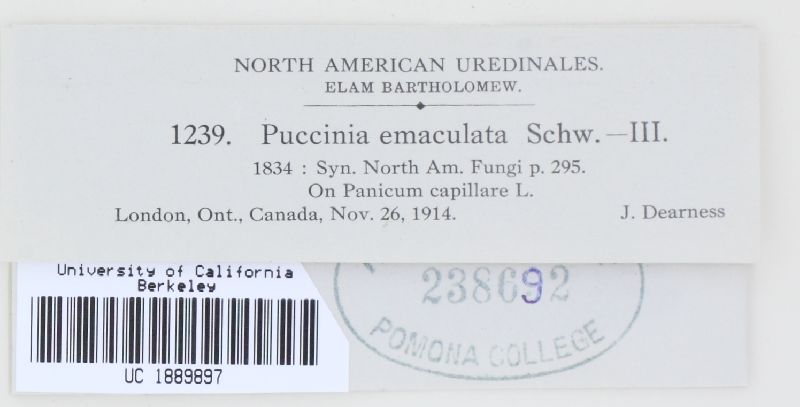 NORTH AMERICAN UREDINALES.
ELAM BARTHOLOMEW.
1239. Puccinia emaculata Schw.—III.
1834 : Syn. North Am. Fungi p. 295.
On Panicum capillare L.
London, Ont., Canada, Nov. 26, 1914. J. Dearness
University of California
Berkeley
UC 1889897
238692
POMONA COLLEGE